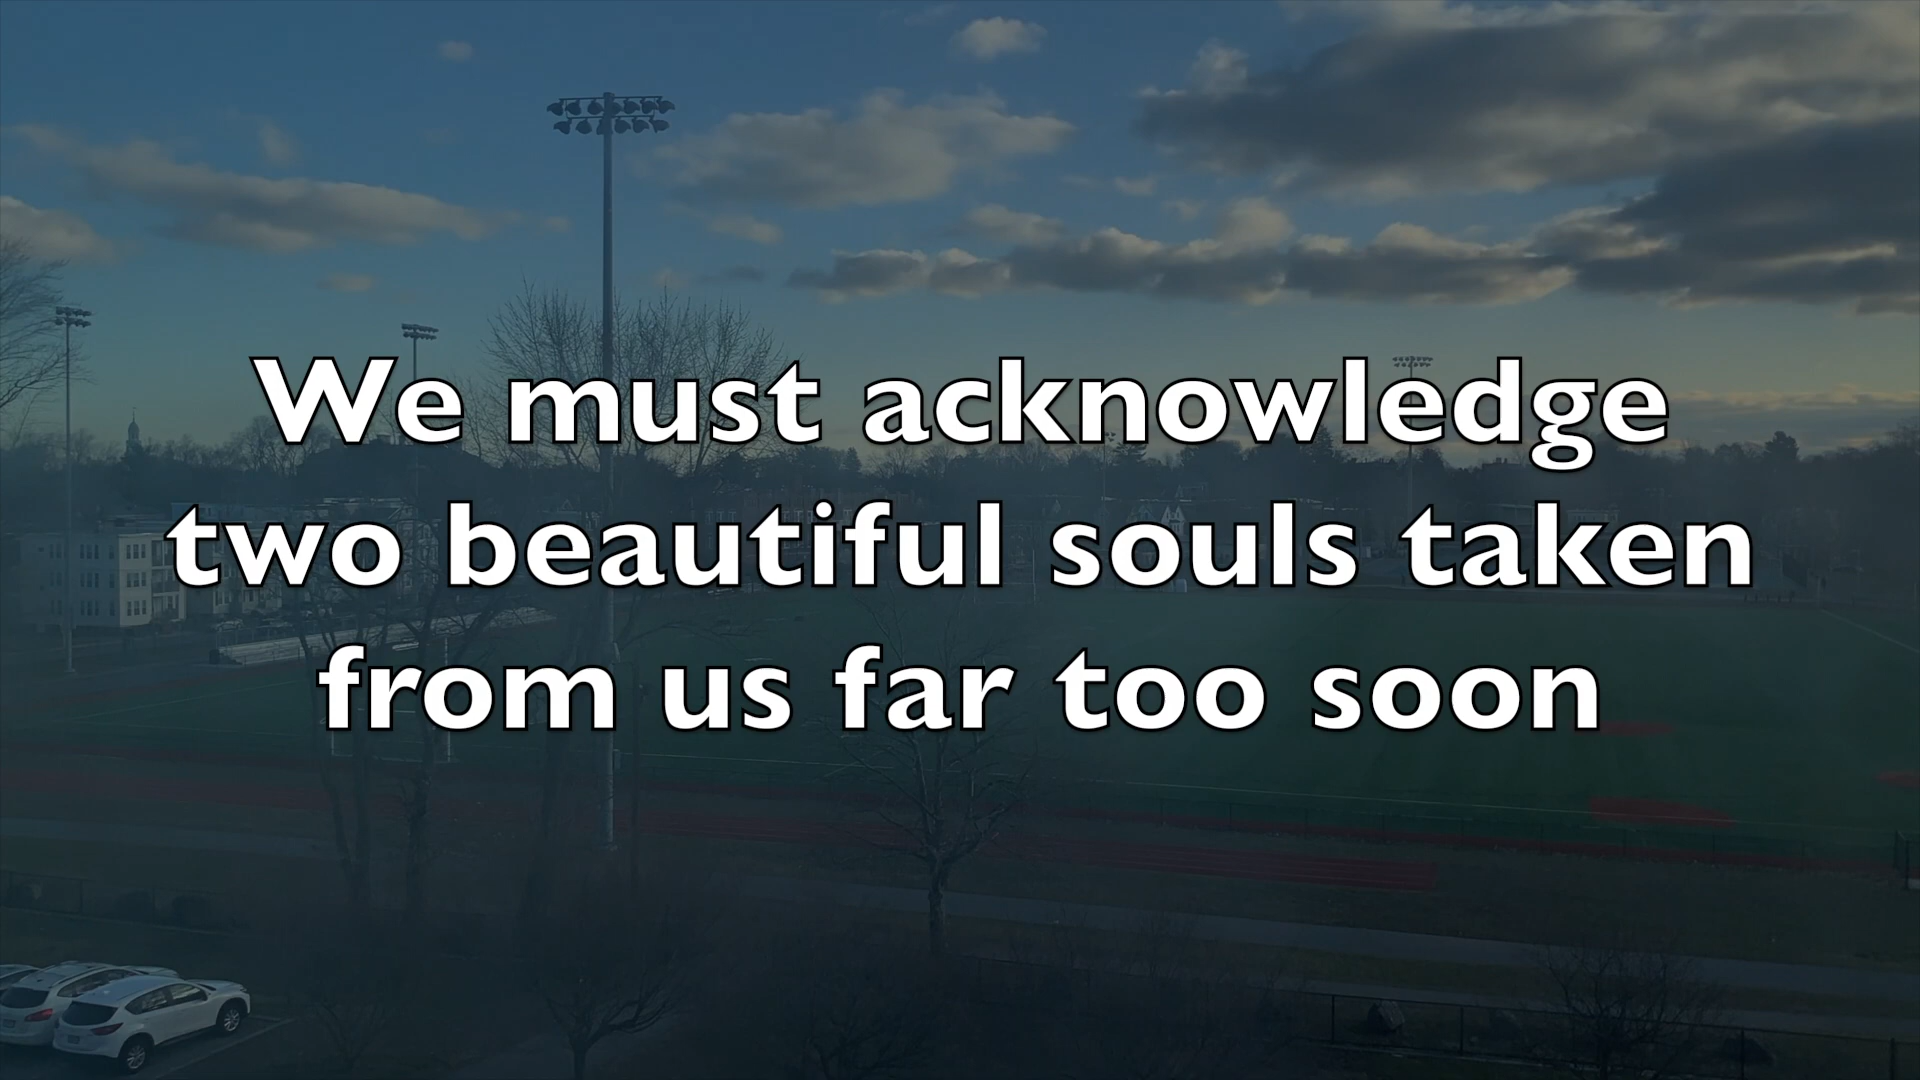 We must acknowledge
two beautiful souls taken
from us far too soon